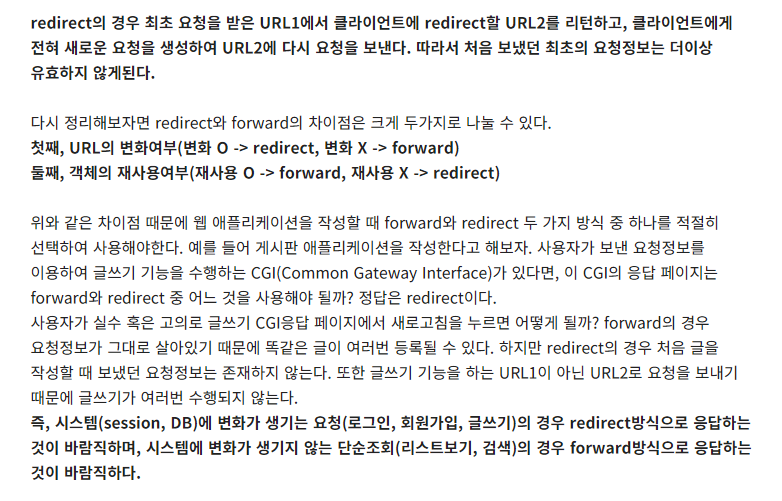 redirect의 경우 최초 요청을 받은 URL1에서 클라이언트에 redirect할 URL2를 리턴하고, 클라이언트에게
전혀 새로운 요청을 생성하여 URL2에 다시 요청을 보낸다. 따라서 처음 보냈던 최초의 요청정보는 더이상
유효하지 않게된다.
다시 정리해보자면 redirect와 forward의 차이점은 크게 두가지로 나눌 수 있다.
첫째, URL의 변화여부(변화 O -> redirect, 변화 X -> forward)
둘째, 객체의 재사용여부(재사용 O -> forward, 재사용 X -> redirect)
위와 같은 차이점 때문에 웹 애플리케이션을 작성할 때 forward와 redirect 두 가지 방식 중 하나를 적절히
선택하여 사용해야한다. 예를 들어 게시판 애플리케이션을 작성한다고 해보자. 사용자가 보낸 요청정보를
이용하여 글쓰기 기능을 수행하는 CGI(Common Gateway Interface)가 있다면, 이 CGI의 응답 페이지는
forward와 redirect 중 어느 것을 사용해야 될까? 정답은 redirect이다.
사용자가 실수 혹은 고의로 글쓰기 CGI응답 페이지에서 새로고침을 누르면 어떻게 될까? forward의 경우
요청정보가 그대로 살아있기 때문에 똑같은 글이 여러번 등록될 수 있다. 하지만 redirect의 경우 처음 글을
작성할 때 보냈던 요청정보는 존재하지 않는다. 또한 글쓰기 기능을 하는 URL1이 아닌 URL2로 요청을 보내기
때문에 글쓰기가 여러번 수행되지 않는다.
즉, 시스템(session, DB)에 변화가 생기는 요청(로그인, 회원가입, 글쓰기)의 경우 redirect방식으로 응답하는
것이 바람직하며, 시스템에 변화가 생기지 않는 단순조회(리스트보기, 검색)의 경우 forward방식으로 응답하는
것이 바람직하다.